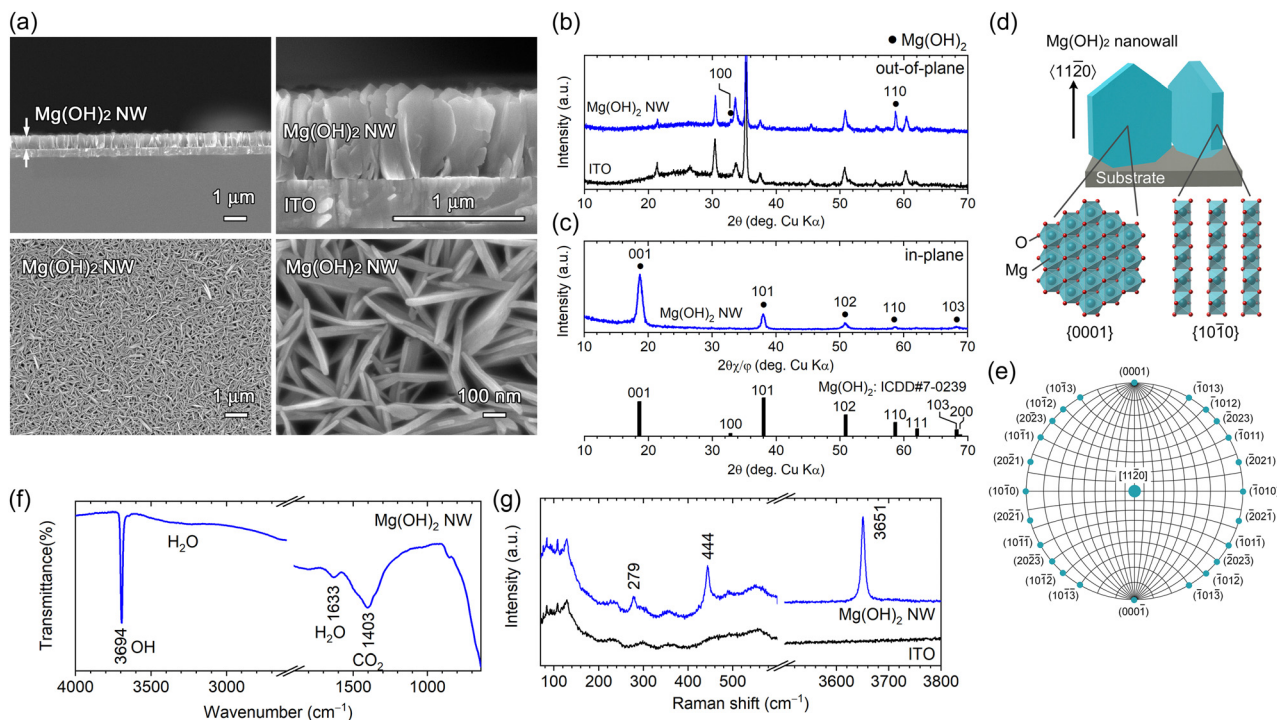 (a)
Mg(OH)₂ NW
1 μm
Mg(OH)₂ NW
ITO
1 μm
Mg(OH)₂ NW
1 μm
Mg(OH)₂ NW
100 nm
(b)
● Mg(OH)₂
out-of-plane
100
110
Mg(OH)₂ NW
ITO
Intensity (a.u.)
10 20 30 40 50 60 70
2θ (deg. Cu Kα)
(c)
in-plane
001
101
102
110
103
Mg(OH)₂ NW
Intensity (a.u.)
10 20 30 40 50 60 70
2θχ/φ (deg. Cu Kα)
Mg(OH)₂: ICDD#7-0239
001
100
101
102
110
111
103
200
10 20 30 40 50 60 70
2θ (deg. Cu Kα)
(d)
Mg(OH)₂ nanowall
⟨112̅0⟩
Substrate
O
Mg
{0001}
{101̅0}
(e)
(0001)
(101̅3)
(1̅013)
(101̅2)
(1̅012)
(202̅3)
(2̅023)
(101̅1)
(1̅011)
(202̅1)
(2̅021)
[112̅0]
(101̅0)
(1̅010)
(202̅1̅)
(2̅021̅)
(101̅1̅)
(1̅011̅)
(202̅3̅)
(2̅023̅)
(101̅2̅)
(1̅012̅)
(101̅3̅)
(1̅013̅)
(0001̅)
(f)
Mg(OH)₂ NW
H₂O
3694 OH
1633
H₂O
1403
CO₂
Transmittance(%)
4000 3500 3000 1500 1000
Wavenumber (cm⁻¹)
(g)
279
444
3651
Mg(OH)₂ NW
ITO
Intensity (a.u.)
100 200 300 400 500 3600 3700 3800
Raman shift (cm⁻¹)